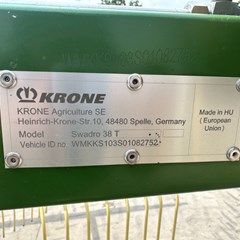 KRONE
KRONE Agriculture SE
Heinrich-Krone-Str.10, 48480 Spelle, Germany
Model Swadro 38 T
Vehicle ID no WMKKS103S01082752
Made in HU
( European
Union )